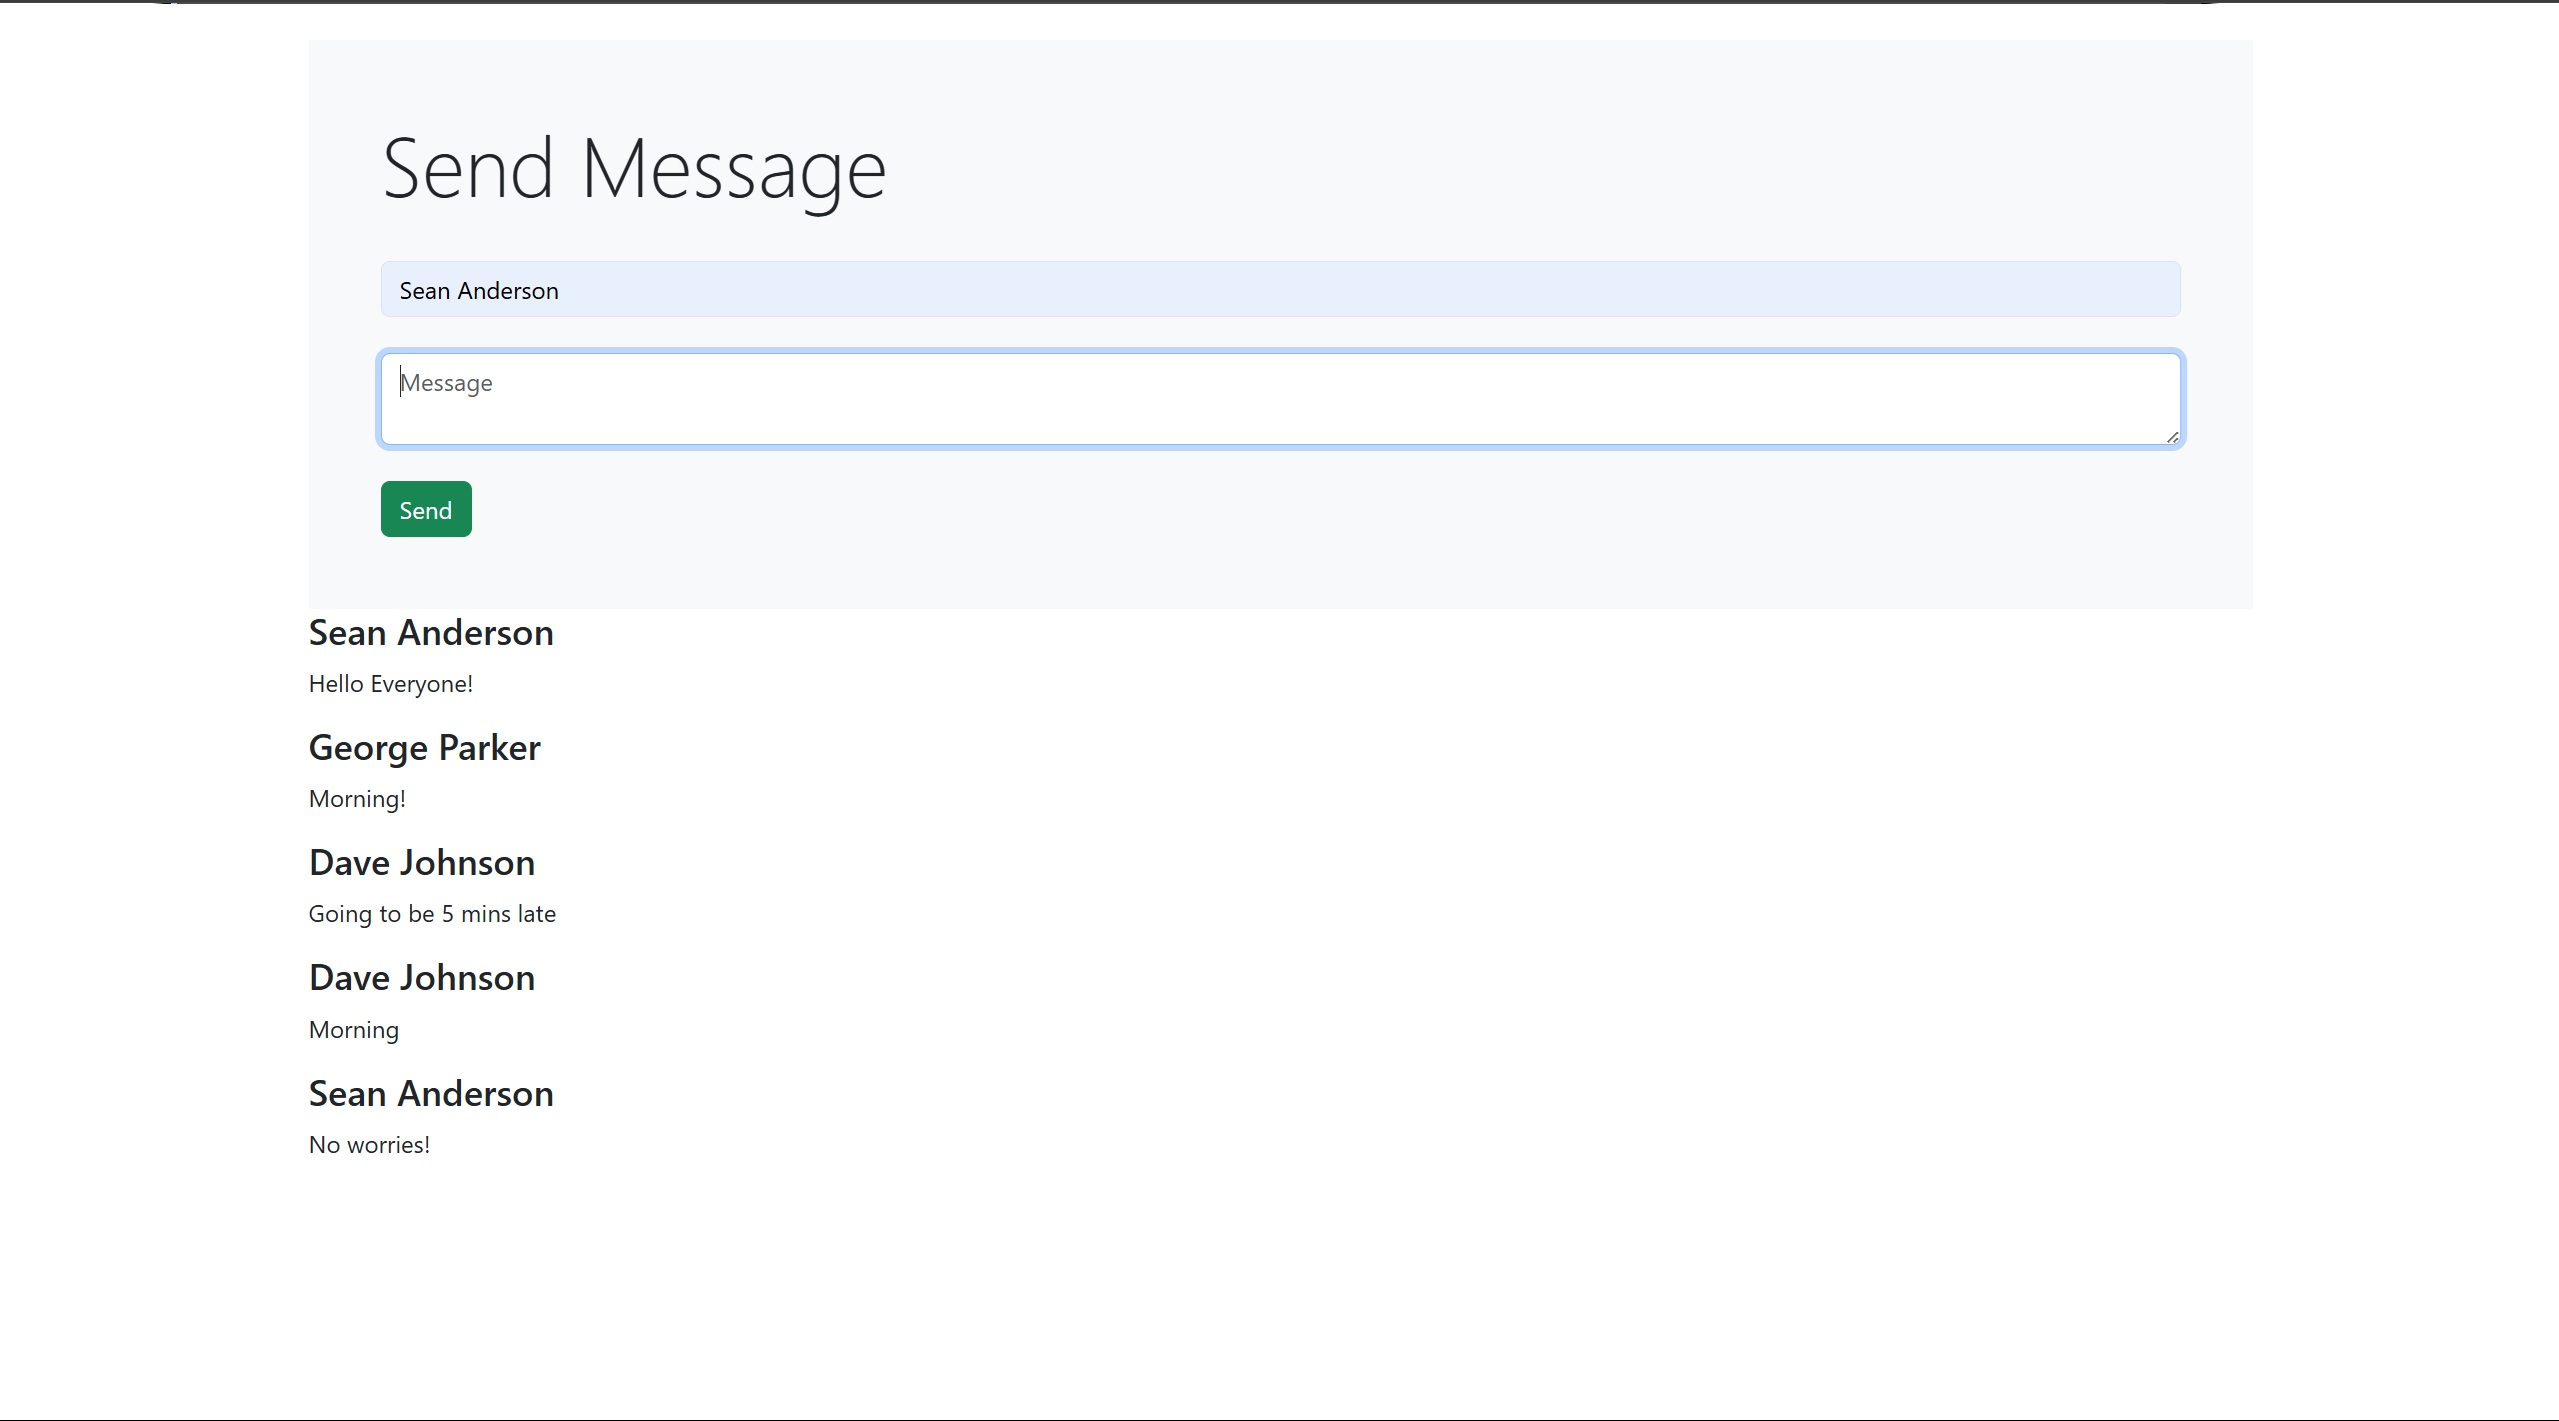 Send Message
Sean Anderson
Message
Send
Sean Anderson
Hello Everyone!
George Parker
Morning!
Dave Johnson
Going to be 5 mins late
Dave Johnson
Morning
Sean Anderson
No worries!